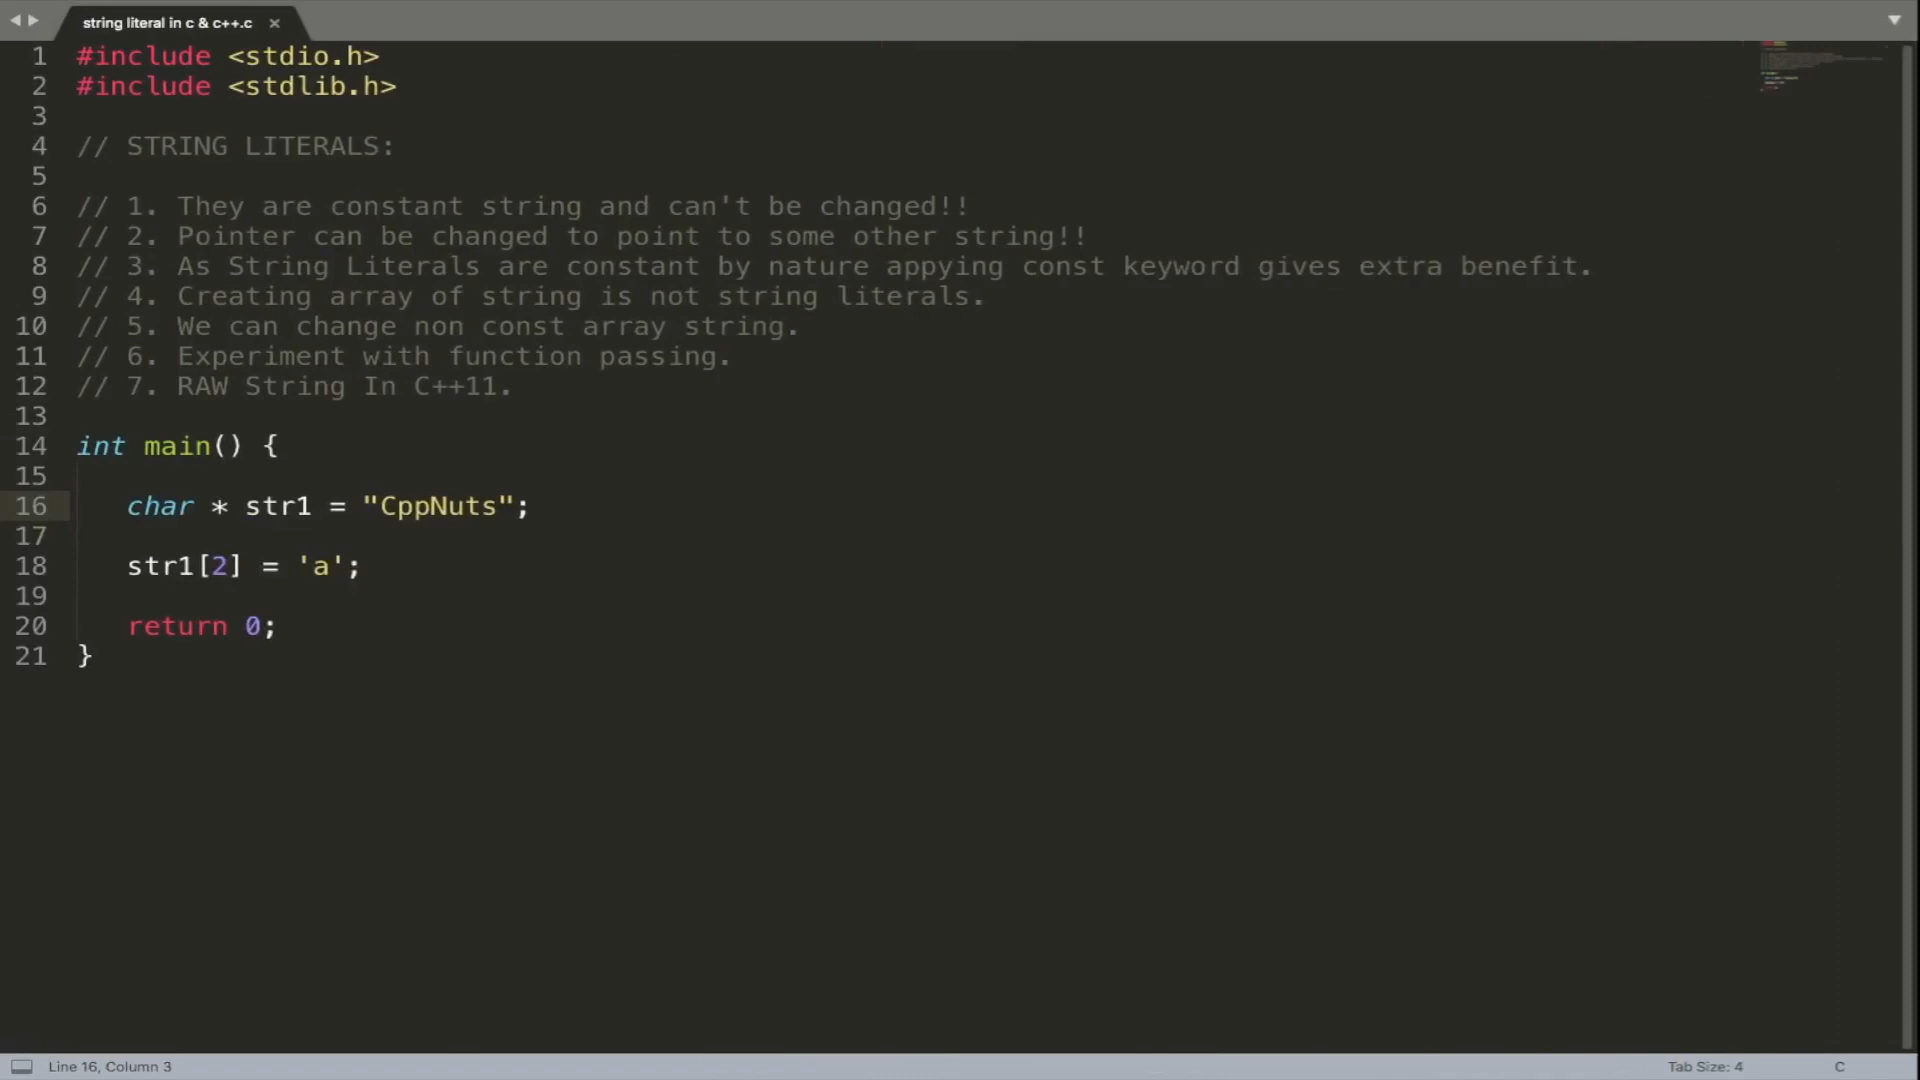 string literal in c & c++.c ×
1 #include <stdio.h>
2 #include <stdlib.h>
3
4 // STRING LITERALS:
5
6 // 1. They are constant string and can't be changed!!
7 // 2. Pointer can be changed to point to some other string!!
8 // 3. As String Literals are constant by nature appying const keyword gives extra benefit.
9 // 4. Creating array of string is not string literals.
10 // 5. We can change non const array string.
11 // 6. Experiment with function passing.
12 // 7. RAW String In C++11.
13
14 int main() {
15
16 char * str1 = "CppNuts";
17
18 str1[2] = 'a';
19
20 return 0;
21 }
Line 16, Column 3 Tab Size: 4 C